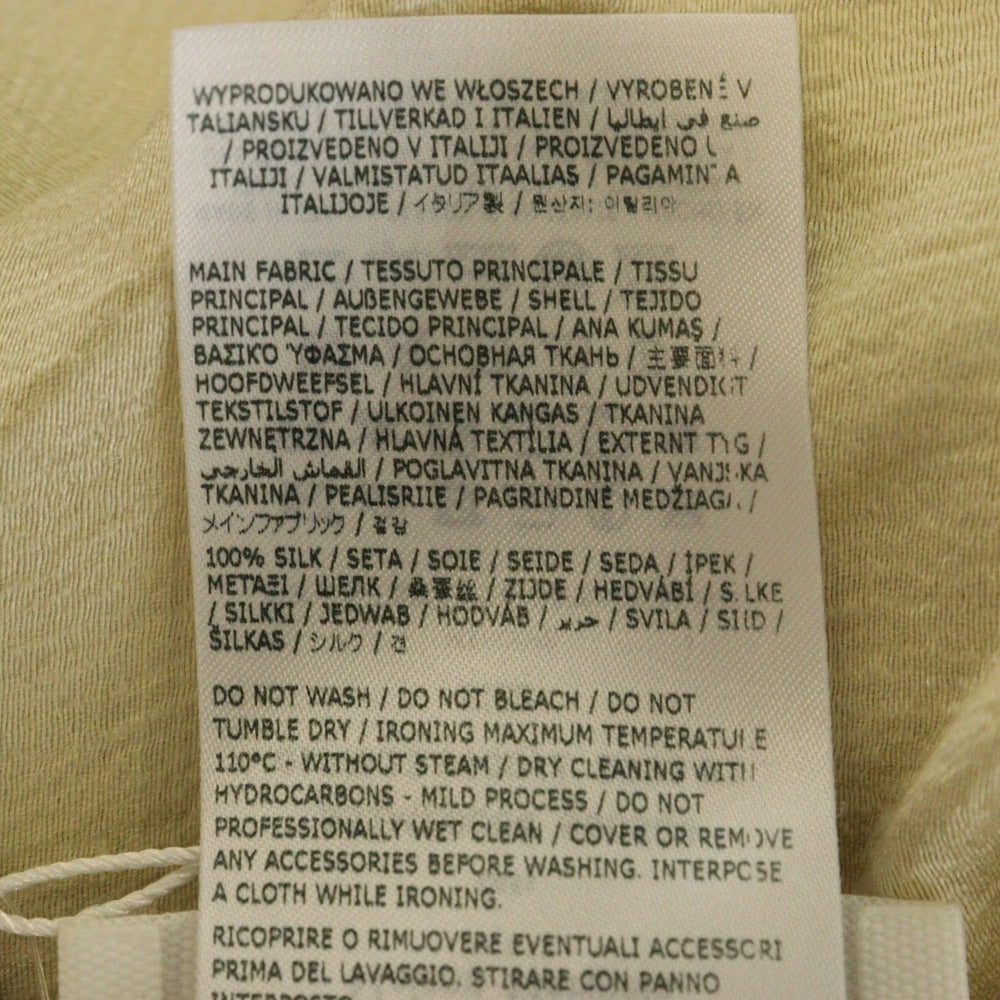 WYPRODUKOWANO WE WŁOSZECH / VYROBENÉ V
TALIANSKU / TILLVERKAD I ITALIEN / صنع في ايطاليا
/ PROIZVEDENO V ITALIJI / PROIZVEDENO U
ITALIJI / VALMISTATUD ITAALIAS / PAGAMINTA
ITALIJOJE / イタリア製 / 원산지: 이탈리아
MAIN FABRIC / TESSUTO PRINCIPALE / TISSU
PRINCIPAL / AUßENGEWEBE / SHELL / TEJIDO
PRINCIPAL / TECIDO PRINCIPAL / ANA KUMAŞ /
ΒΑΣΙΚΌ ΎΦΑΣΜΑ / ОСНОВНАЯ ТКАНЬ / 主要面料 /
HOOFDWEEFSEL / HLAVNÍ TKANINA / UDVENDIGT
TEKSTILSTOF / ULKOINEN KANGAS / TKANINA
ZEWNĘTRZNA / HLAVNÁ TEXTÍLIA / EXTERNT TYG /
القماش الخارجي / POGLAVITNA TKANINA / VANJSKA
TKANINA / PEALISRIIE / PAGRINDINĖ MEDŽIAGA /
メインファブリック / 겉감
100% SILK / SETA / SOIE / SEIDE / SEDA / İPEK /
ΜΕΤΑΞΙ / ШЕЛК / 桑蚕丝 / ZIJDE / HEDVÁBÍ / SILKE
/ SILKKI / JEDWAB / HODVÁB / حرير / SVILA / SIID /
ŠILKAS / シルク / 견
DO NOT WASH / DO NOT BLEACH / DO NOT
TUMBLE DRY / IRONING MAXIMUM TEMPERATURE
110°C - WITHOUT STEAM / DRY CLEANING WITH
HYDROCARBONS - MILD PROCESS / DO NOT
PROFESSIONALLY WET CLEAN / COVER OR REMOVE
ANY ACCESSORIES BEFORE WASHING. INTERPOSE
A CLOTH WHILE IRONING.
RICOPRIRE O RIMUOVERE EVENTUALI ACCESSORI
PRIMA DEL LAVAGGIO. STIRARE CON PANNO
INTERPOSTO